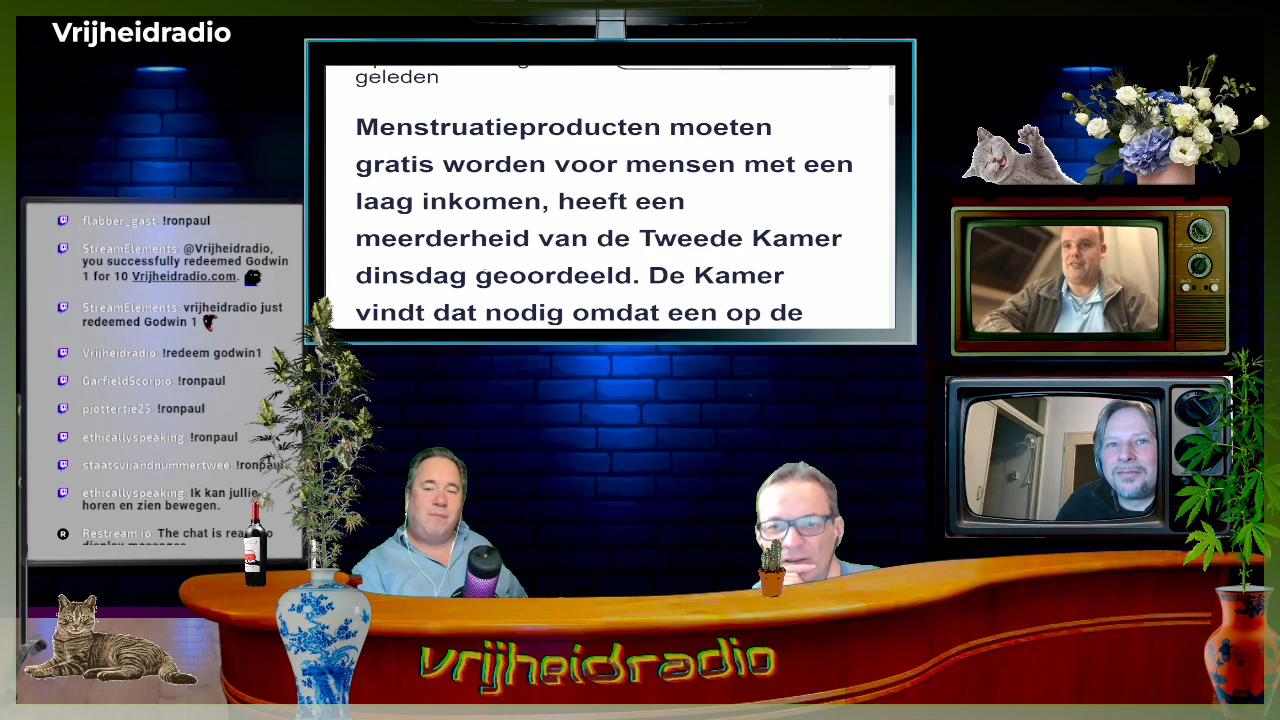 Vrijheidradio
geleden
Menstruatieproducten moeten
gratis worden voor mensen met een
laag inkomen, heeft een
meerderheid van de Tweede Kamer
dinsdag geoordeeld. De Kamer
vindt dat nodig omdat een op de
flabber_gast: !ronpaul
StreamElements: @Vrijheidradio,
you successfully redeemed Godwin
1 for 10 Vrijheidradio.com.
StreamElements: vrijheidradio just
redeemed Godwin 1
Vrijheidradio: !redeem godwin1
GarfieldScorpio: !ronpaul
pjottertje25: !ronpaul
ethicallyspeaking: !ronpaul
staatsvijandnummertwee: !ronpaul
ethicallyspeaking: Ik kan jullie
horen en zien bewegen.
Restream.io: The chat is to
display messages
vrijheidradio